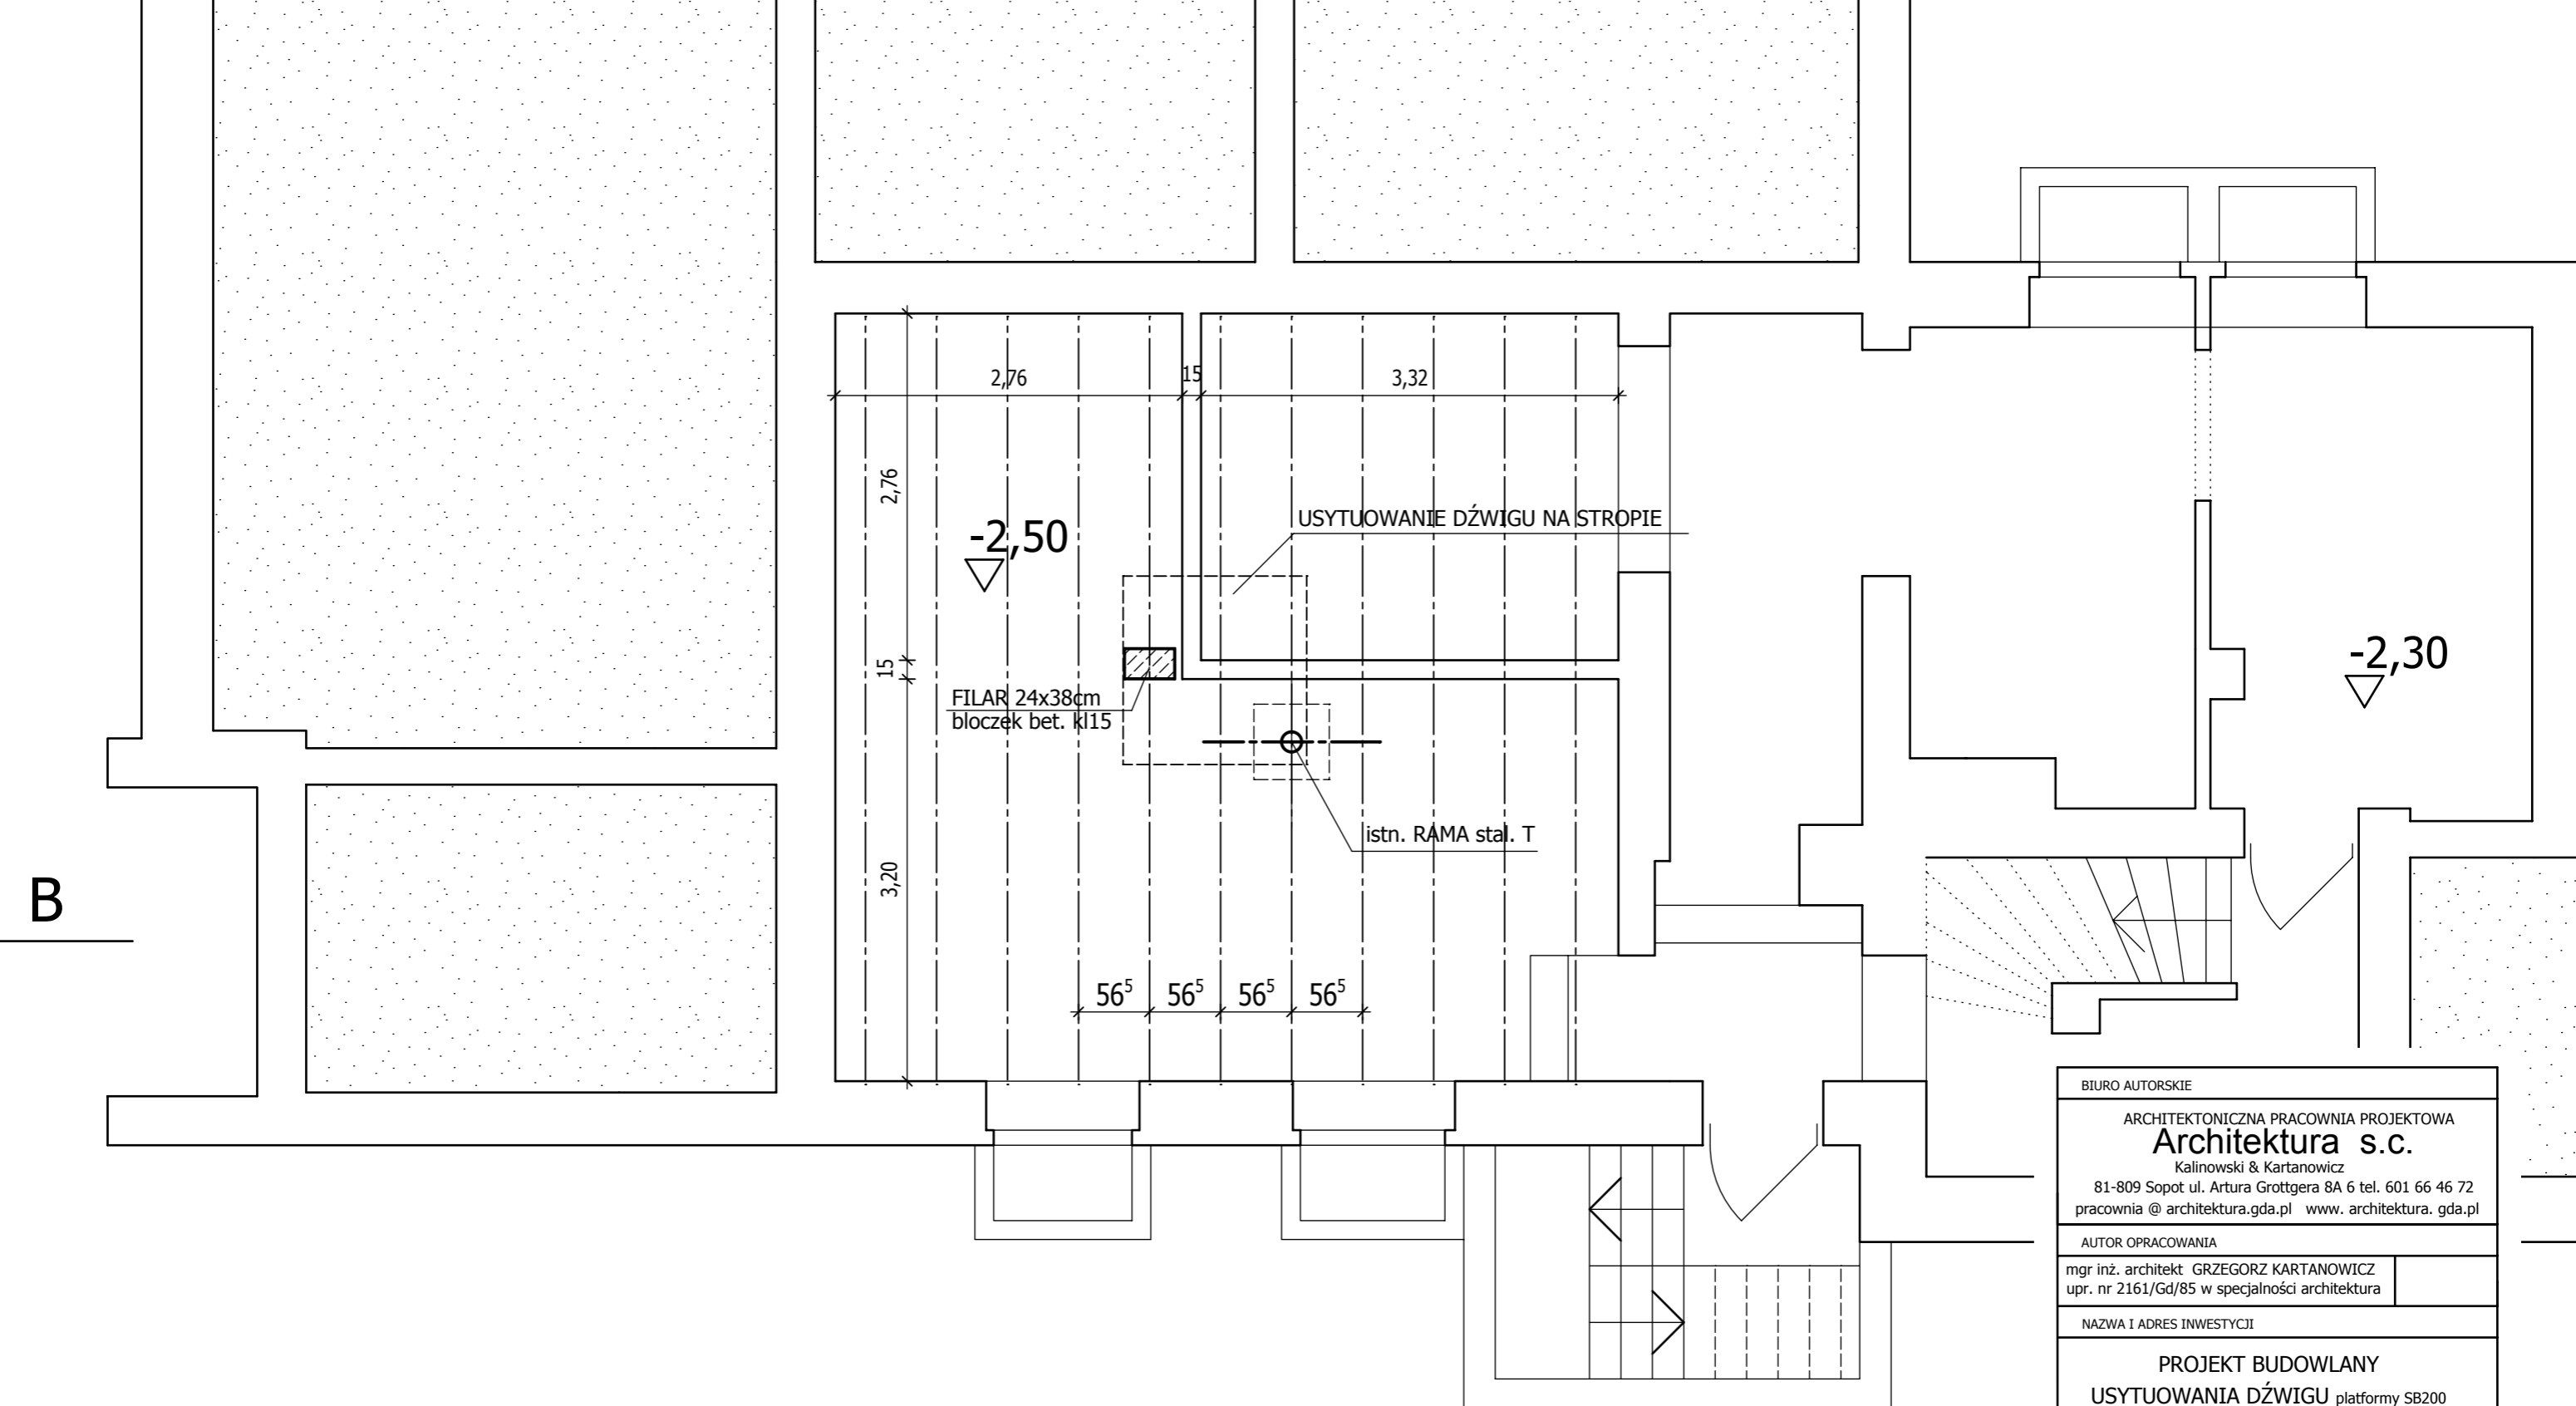 2,76
15
3,32
2,76
USYTUOWANIE DŹWIGU NA STROPIE
-2,50
15
FILAR 24x38cm
bloczek bet. kl15
-2,30
istn. RAMA stal. T
3,20
B
56⁵ 56⁵ 56⁵ 56⁵
BIURO AUTORSKIE
ARCHITEKTONICZNA PRACOWNIA PROJEKTOWA
Architektura s.c.
Kalinowski & Kartanowicz
81-809 Sopot ul. Artura Grottgera 8A 6 tel. 601 66 46 72
pracownia @ architektura.gda.pl www. architektura. gda.pl
AUTOR OPRACOWANIA
mgr inż. architekt GRZEGORZ KARTANOWICZ
upr. nr 2161/Gd/85 w specjalności architektura
NAZWA I ADRES INWESTYCJI
PROJEKT BUDOWLANY
USYTUOWANIA DŹWIGU platformy SB200